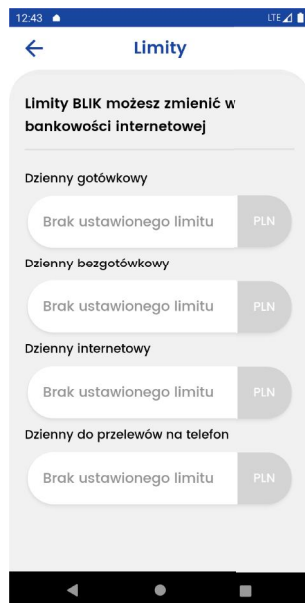 12:43 LTE
Limity
Limity BLIK możesz zmienić w
bankowości internetowej
Dzienny gotówkowy
Brak ustawionego limitu PLN
Dzienny bezgotówkowy
Brak ustawionego limitu PLN
Dzienny internetowy
Brak ustawionego limitu PLN
Dzienny do przelewów na telefon
Brak ustawionego limitu PLN